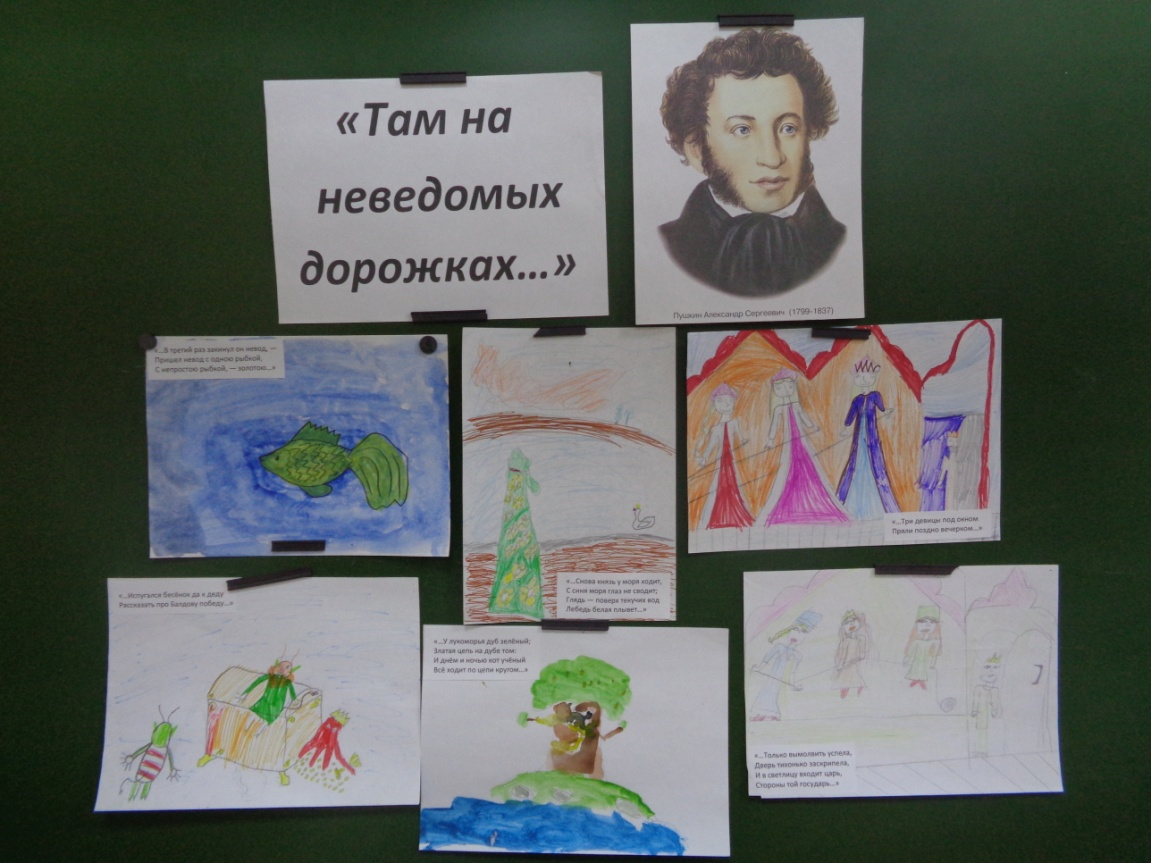 «Там на
неведомых
дорожках...»
Пушкин Александр Сергеевич (1799-1837)
«...В третий раз закинул он невод, —
Пришел невод с одною рыбкой,
С непростою рыбкой, — золотою...»
«...Снова князь у моря ходит,
С синя моря глаз не сводит;
Глядь — поверх текучих вод
Лебедь белая плывет...»
«...Три девицы под окном
Пряли поздно вечерком...»
«...Испугался бесёнок да к деду
Рассказать про Балдову победу...»
«...У лукоморья дуб зелёный;
Златая цепь на дубе том:
И днём и ночью кот учёный
Всё ходит по цепи кругом...»
«...Только вымолвить успела,
Дверь тихонько заскрипела,
И в светлицу входит царь,
Стороны той государь...»